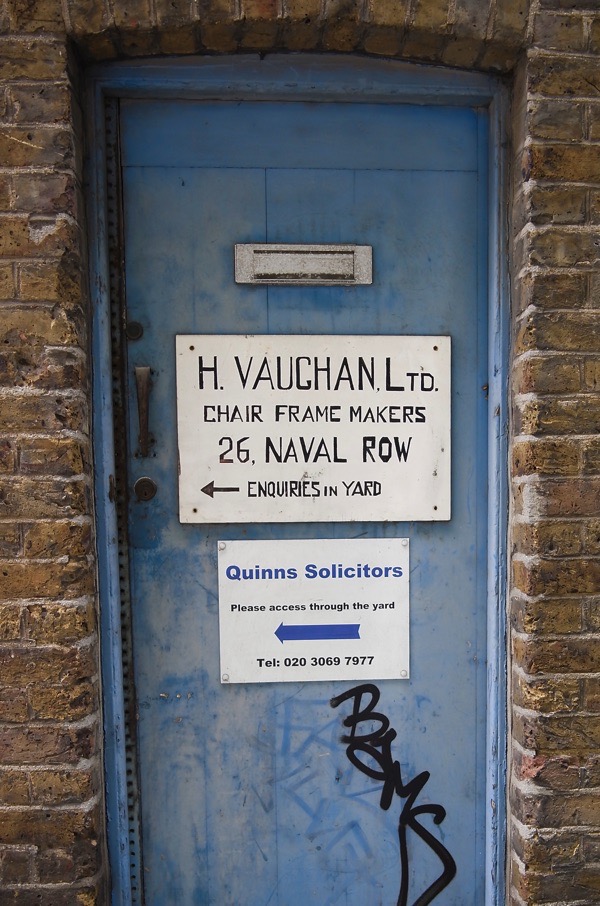 H. VAUGHAN, LTD.
CHAIR FRAME MAKERS
26, NAVAL ROW
← ENQUIRIES IN YARD
Quinns Solicitors
Please access through the yard
Tel: 020 3069 7977